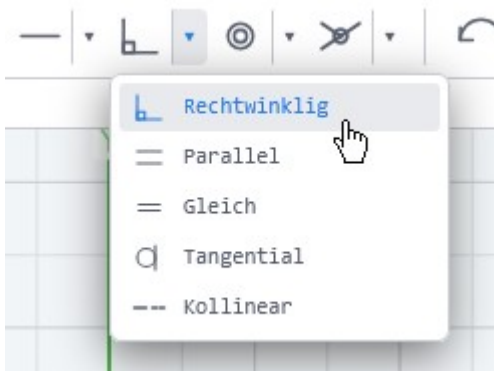 Rechtwinklig
Parallel
Gleich
Tangential
Kollinear